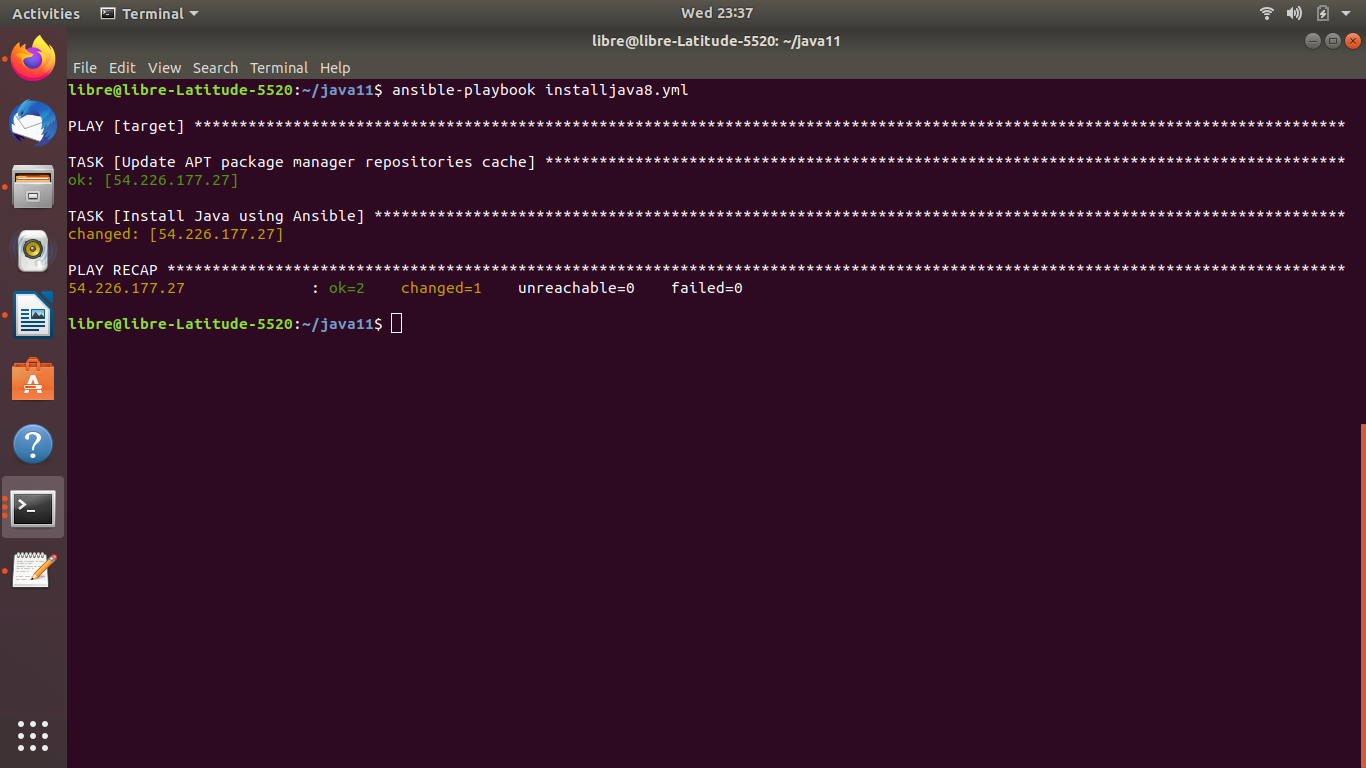 Activities Terminal Wed 23:37
libre@libre-Latitude-5520: ~/java11
File Edit View Search Terminal Help
libre@libre-Latitude-5520:~/java11$ ansible-playbook installjava8.yml
PLAY [target] ********************************************************************************************************************************
TASK [Update APT package manager repositories cache] *****************************************************************************************
ok: [54.226.177.27]
TASK [Install Java using Ansible] ************************************************************************************************************
changed: [54.226.177.27]
PLAY RECAP ***********************************************************************************************************************************
54.226.177.27 : ok=2 changed=1 unreachable=0 failed=0
libre@libre-Latitude-5520:~/java11$